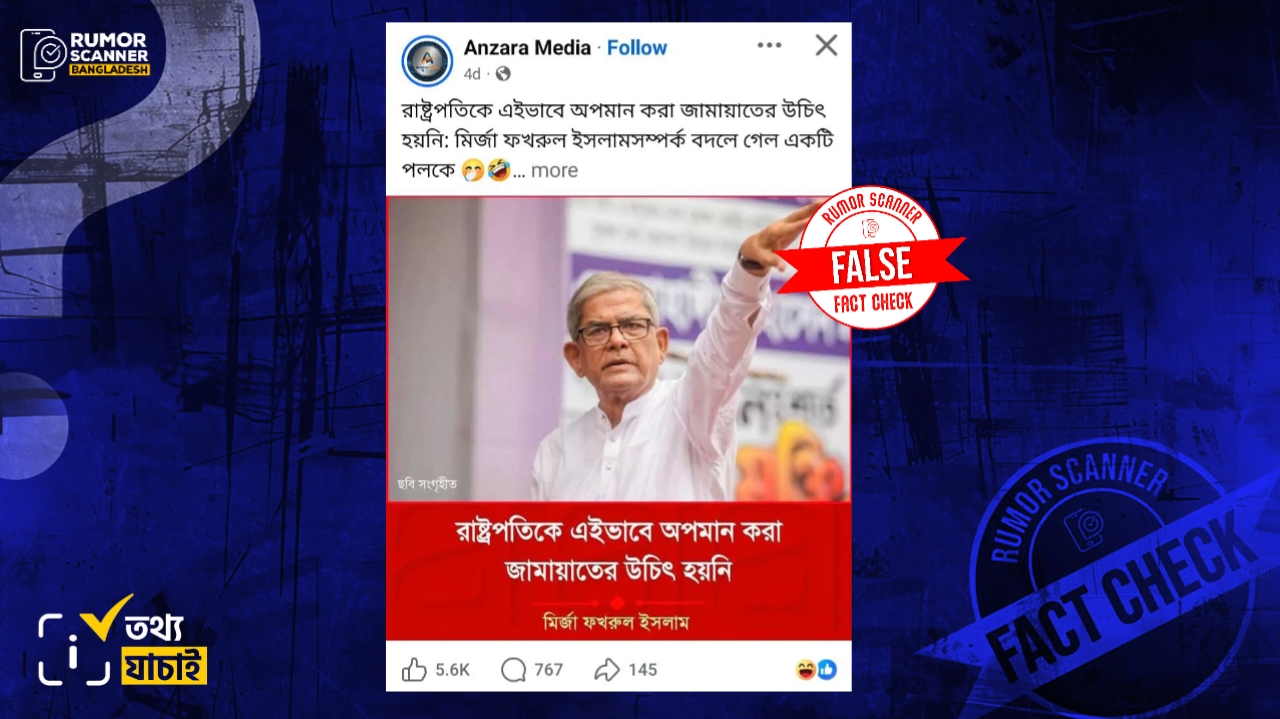 RUMOR
SCANNER
BANGLADESH
Anzara Media · Follow
4d
রাষ্ট্রপতিকে এইভাবে অপমান করা জামায়াতের উচিৎ
হয়নি: মির্জা ফখরুল ইসলামসম্পর্ক বদলে গেল একটি
পলকে 🤭🤣... more
RUMOR SCANNER
FALSE
FACT CHECK
ছবি সংগৃহীত
রাষ্ট্রপতিকে এইভাবে অপমান করা
জামায়াতের উচিৎ হয়নি
মির্জা ফখরুল ইসলাম
5.6K 767 145
তথ্য
যাচাই
RUMOR SCANNER
FACT CHECK